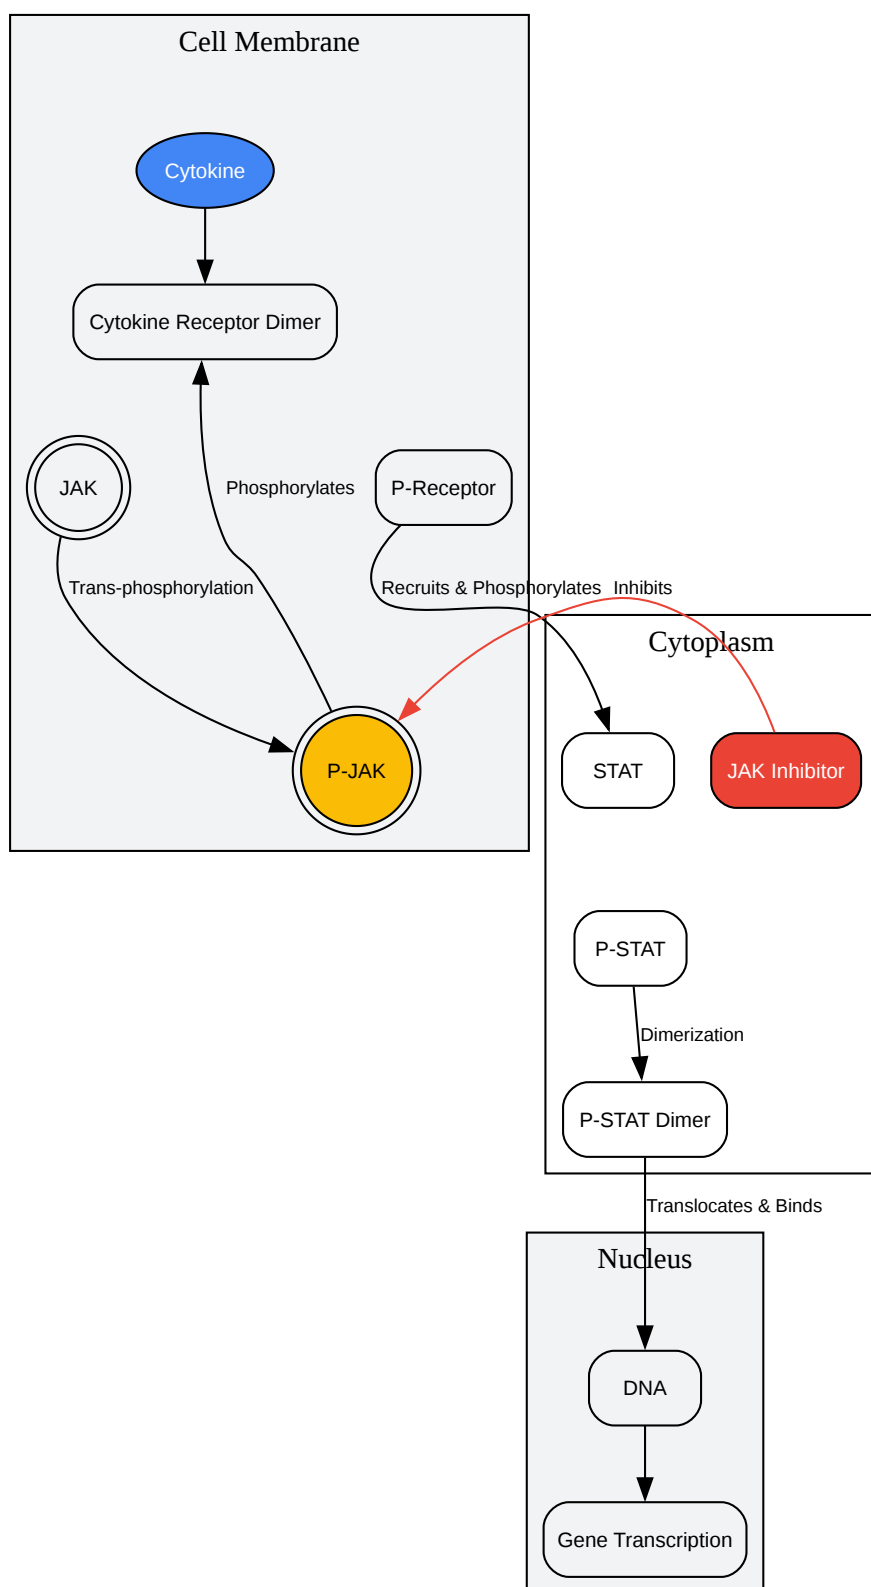 Cell Membrane
Cytokine
Cytokine Receptor Dimer
JAK
Phosphorylates
P-Receptor
Trans-phosphorylation
Recruits & Phosphorylates
Inhibits
Cytoplasm
P-JAK
STAT
JAK Inhibitor
P-STAT
Dimerization
P-STAT Dimer
Translocates & Binds
Nucleus
DNA
Gene Transcription